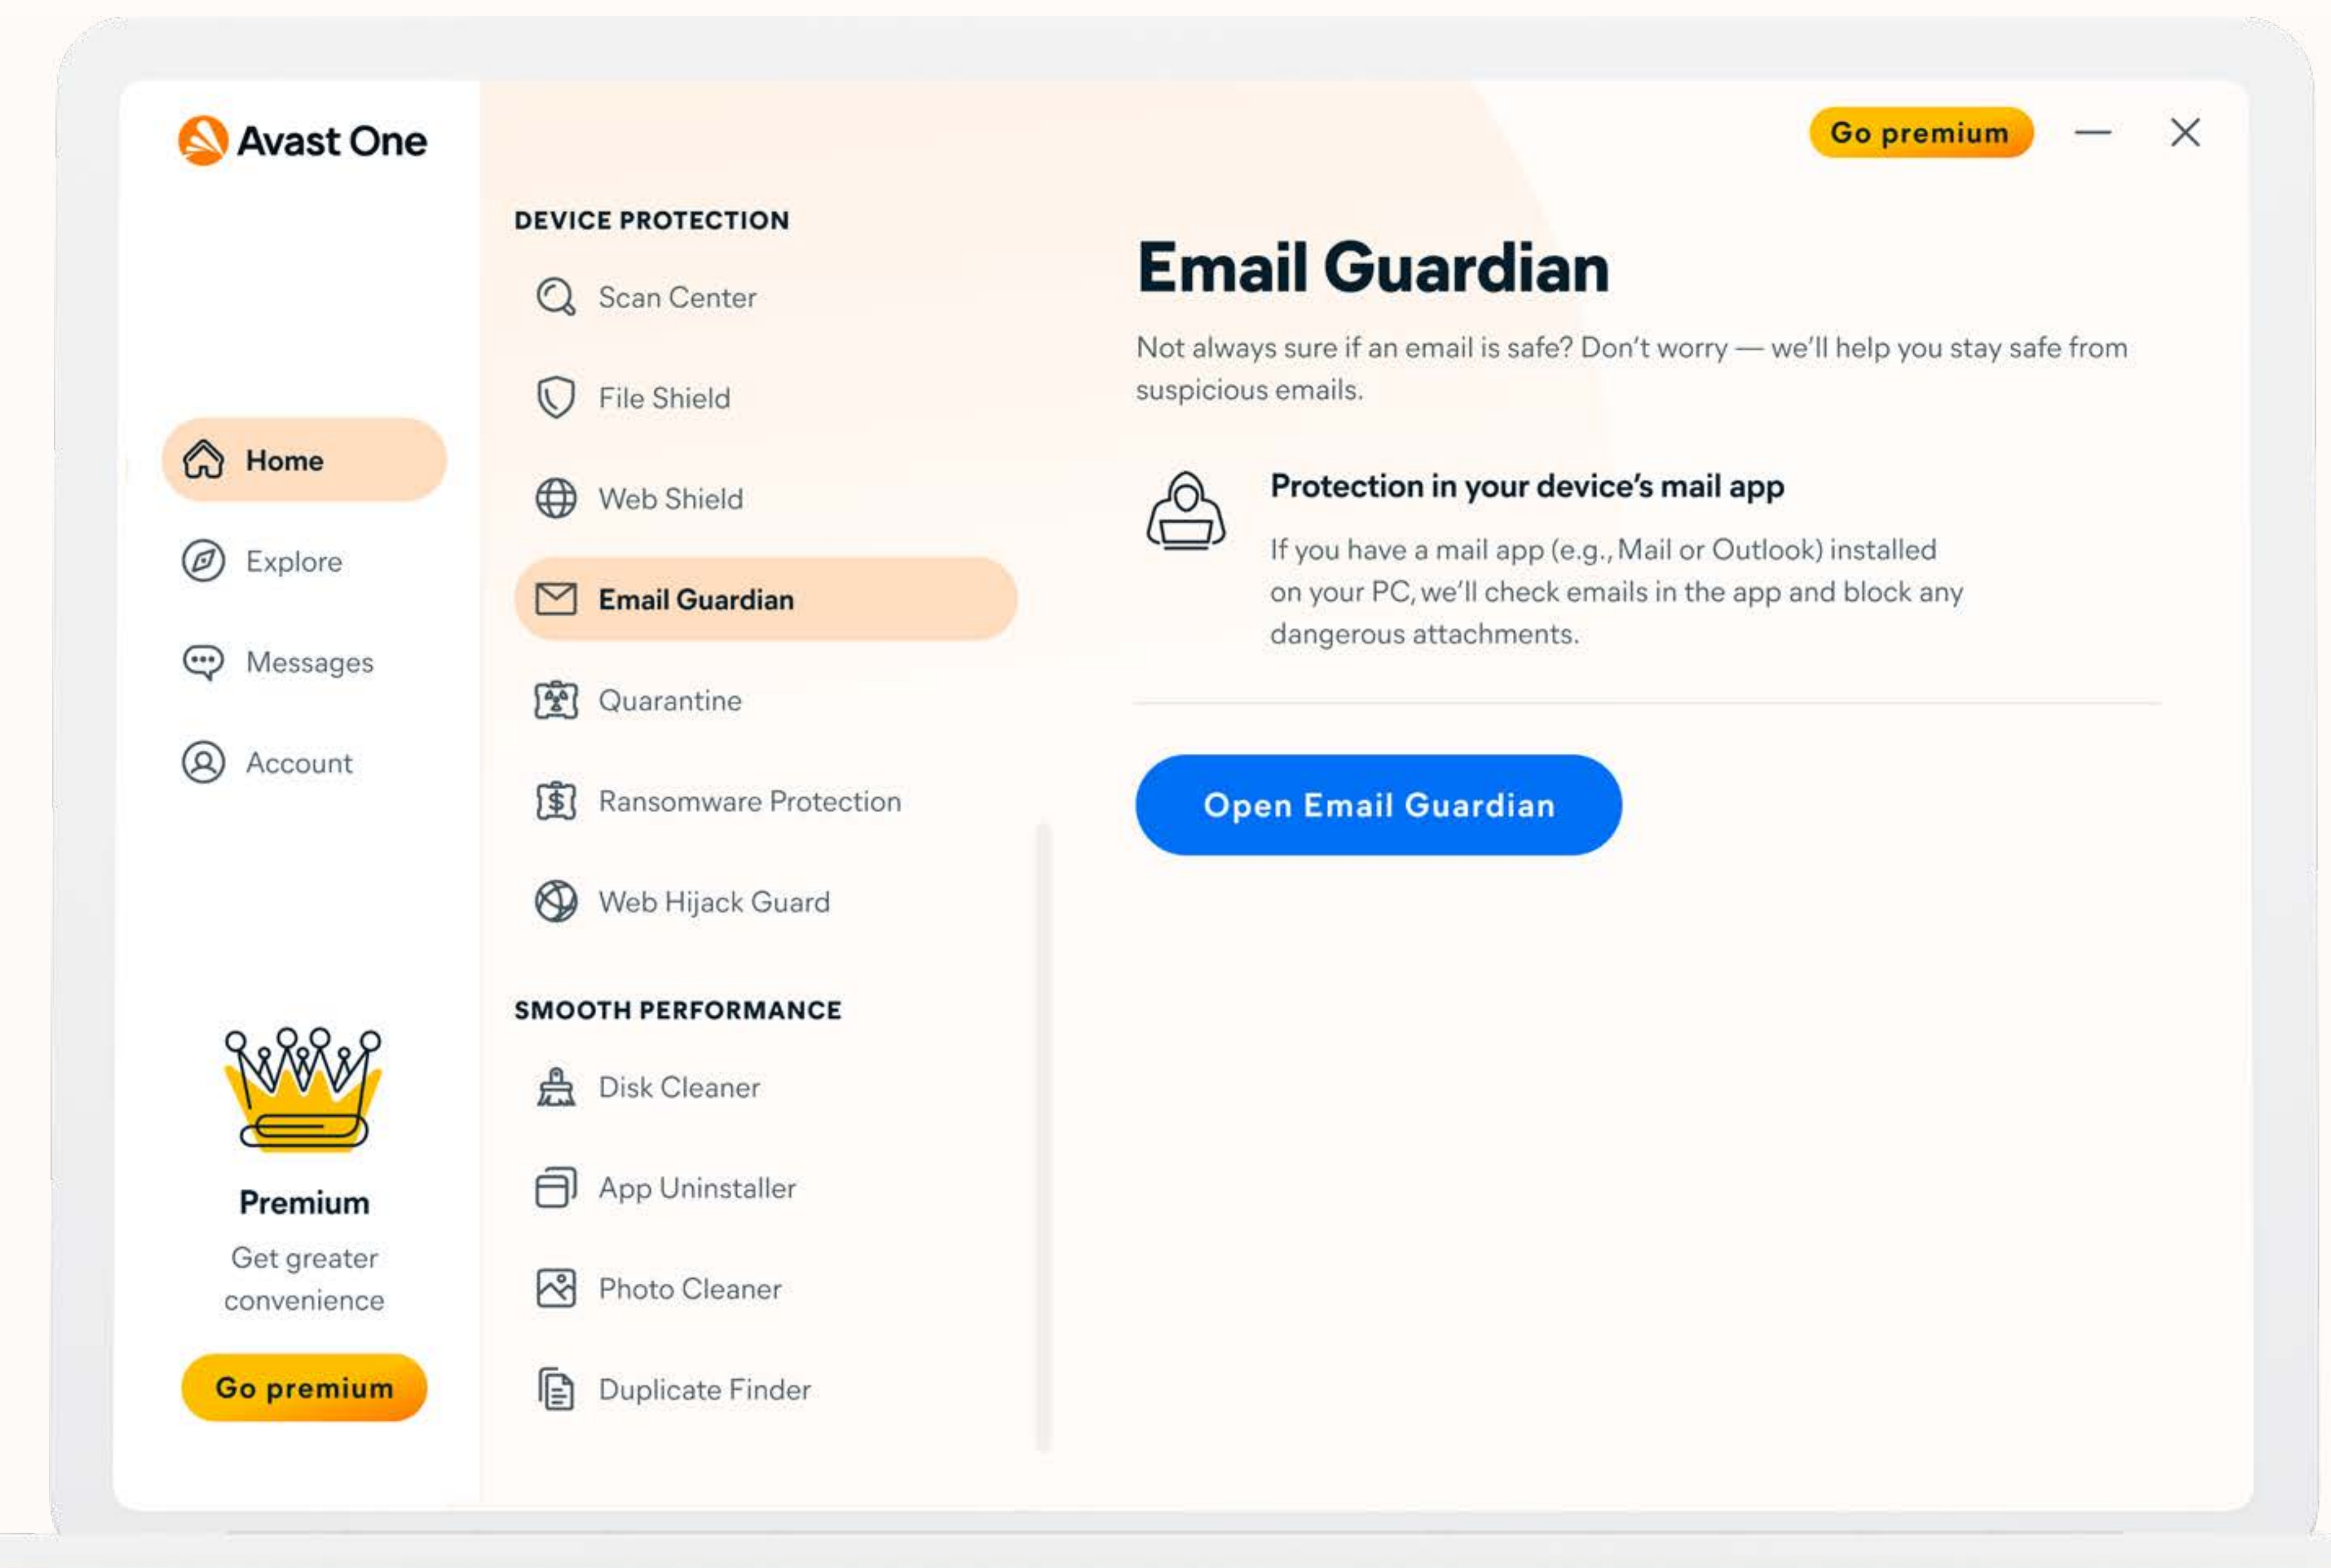 Avast One
Home
Explore
Messages
Account
Premium
Get greater
convenience
Go premium
DEVICE PROTECTION
Scan Center
File Shield
Web Shield
Email Guardian
Quarantine
Ransomware Protection
Web Hijack Guard
SMOOTH PERFORMANCE
Disk Cleaner
App Uninstaller
Photo Cleaner
Duplicate Finder
Go premium
Email Guardian
Not always sure if an email is safe? Don’t worry — we’ll help you stay safe from
suspicious emails.
Protection in your device’s mail app
If you have a mail app (e.g., Mail or Outlook) installed
on your PC, we’ll check emails in the app and block any
dangerous attachments.
Open Email Guardian